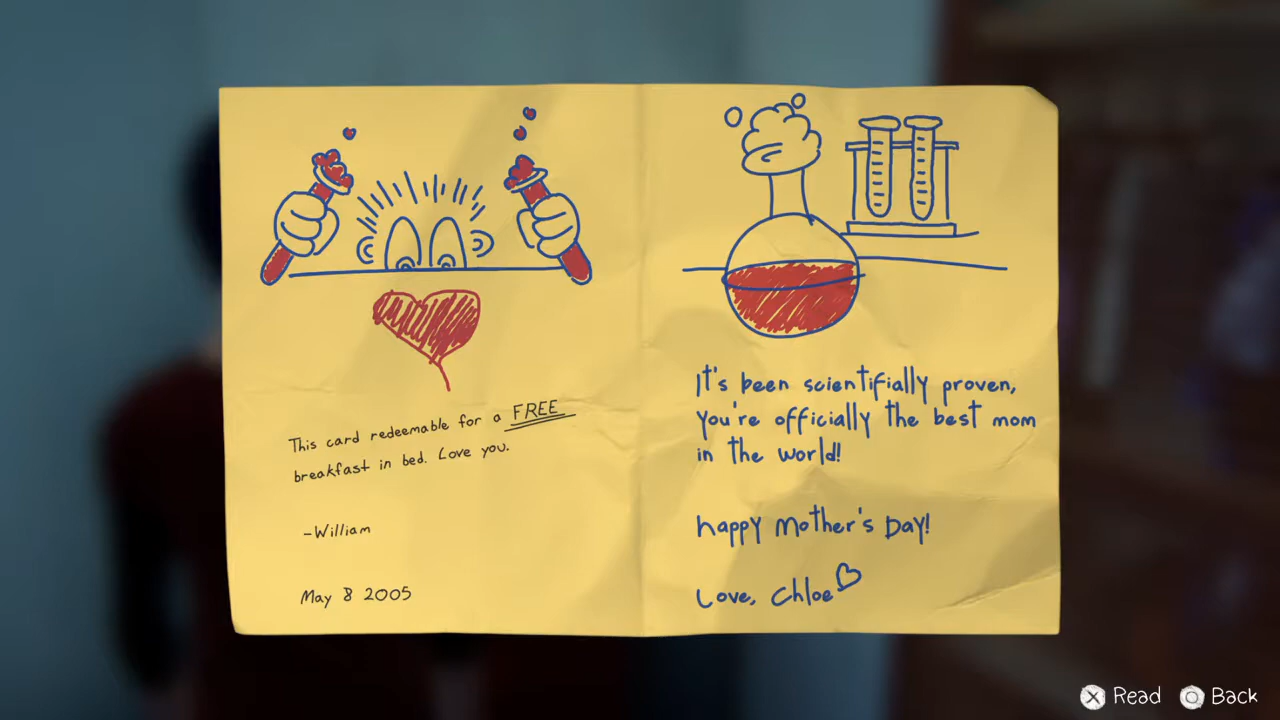 This card redeemable for a FREE
breakfast in bed. Love you.
-William
May 8 2005
It's been scientifially proven,
you're officially the best mom
in the world!
happy Mother's Day!
Love, Chloe
Read
Back